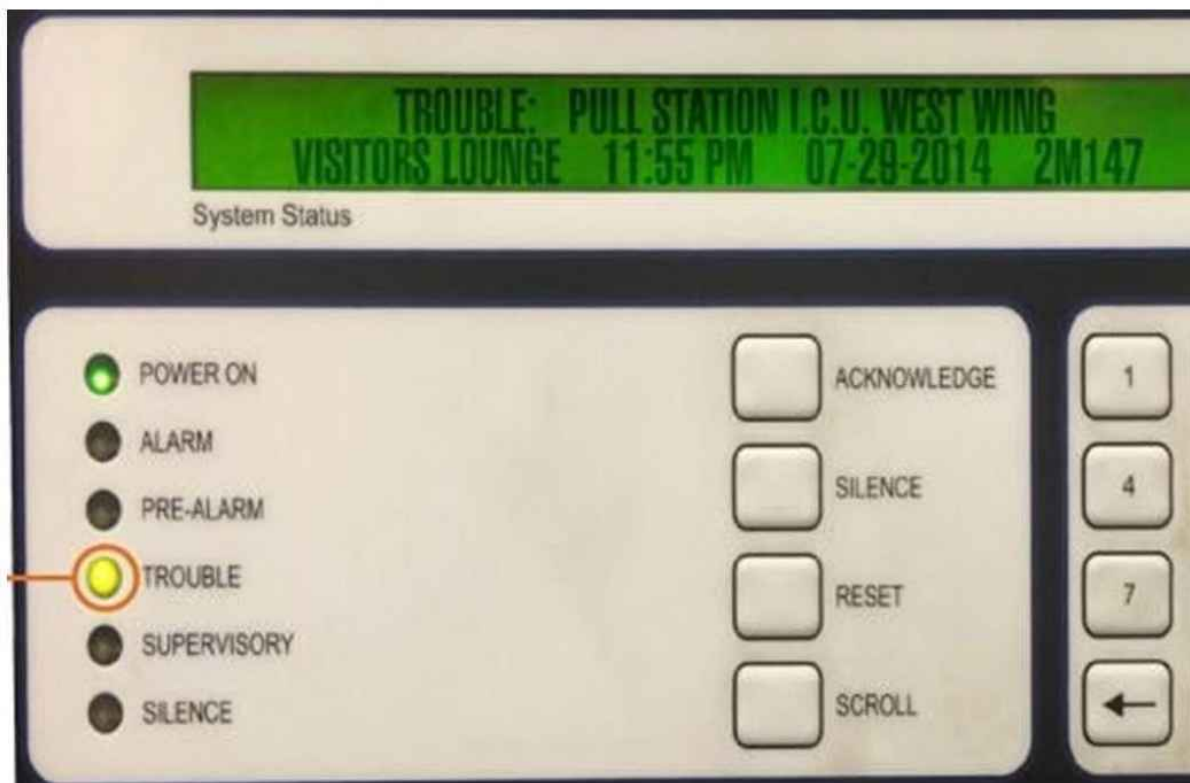 TROUBLE: PULL STATION I.C.U. WEST WING
VISITORS LOUNGE 11:55 PM 07-29-2014 2M147
System Status
POWER ON
ALARM
PRE-ALARM
TROUBLE
SUPERVISORY
SILENCE
ACKNOWLEDGE
SILENCE
RESET
SCROLL
1
4
7